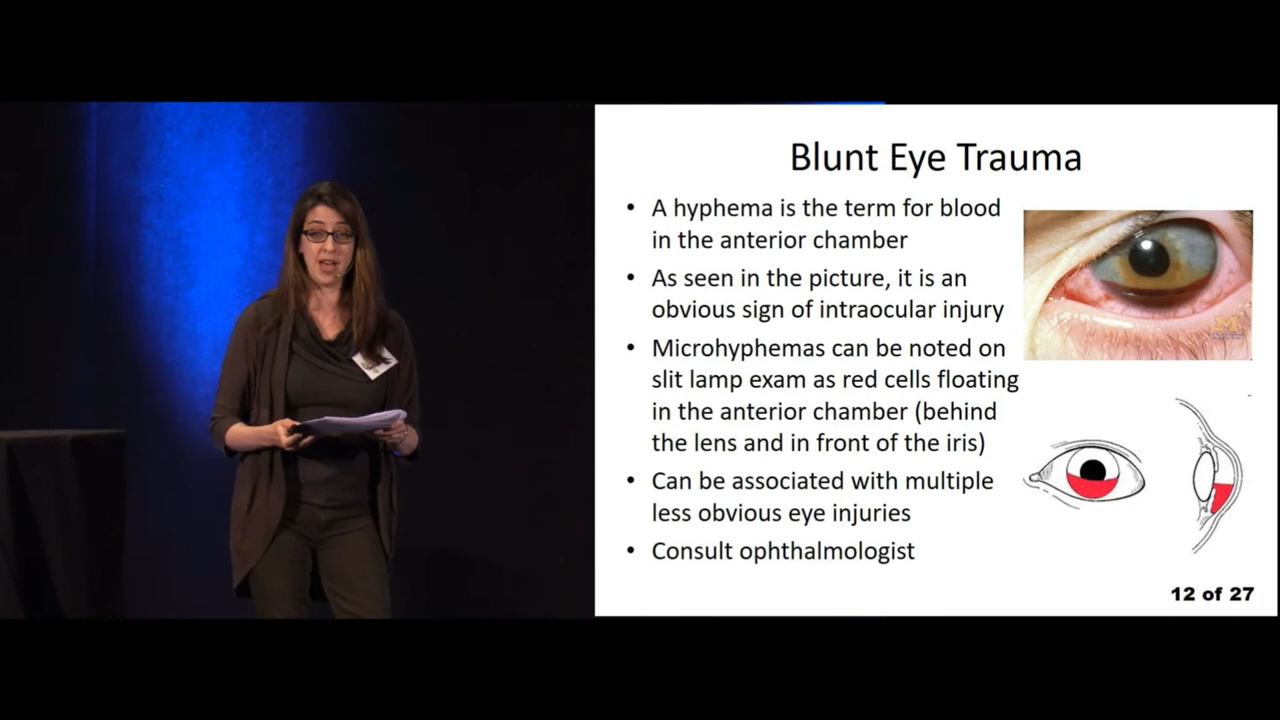 Blunt Eye Trauma
• A hyphema is the term for blood
in the anterior chamber
• As seen in the picture, it is an
obvious sign of intraocular injury
• Microhyphemas can be noted on
slit lamp exam as red cells floating
in the anterior chamber (behind
the lens and in front of the iris)
• Can be associated with multiple
less obvious eye injuries
• Consult ophthalmologist
12 of 27